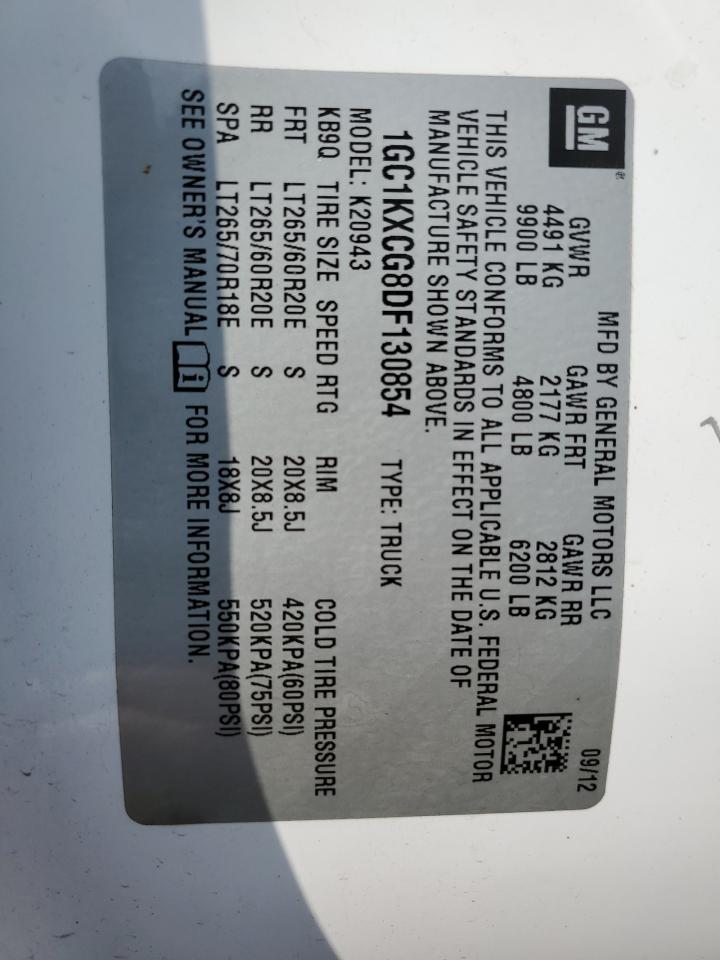 GM
MFD BY GENERAL MOTORS LLC 09/12
GVWR GAWR FRT GAWR RR
4491 KG 2177 KG 2812 KG
9900 LB 4800 LB 6200 LB
THIS VEHICLE CONFORMS TO ALL APPLICABLE U.S. FEDERAL MOTOR
VEHICLE SAFETY STANDARDS IN EFFECT ON THE DATE OF
MANUFACTURE SHOWN ABOVE.
1GC1KXCG8DF130854 TYPE: TRUCK
MODEL: K20943
KB9Q TIRE SIZE SPEED RTG RIM COLD TIRE PRESSURE
FRT LT265/60R20E S 20X8.5J 420KPA(60PSI)
RR LT265/60R20E S 20X8.5J 520KPA(75PSI)
SPA LT265/70R18E S 18X8J 550KPA(80PSI)
SEE OWNER'S MANUAL i FOR MORE INFORMATION.